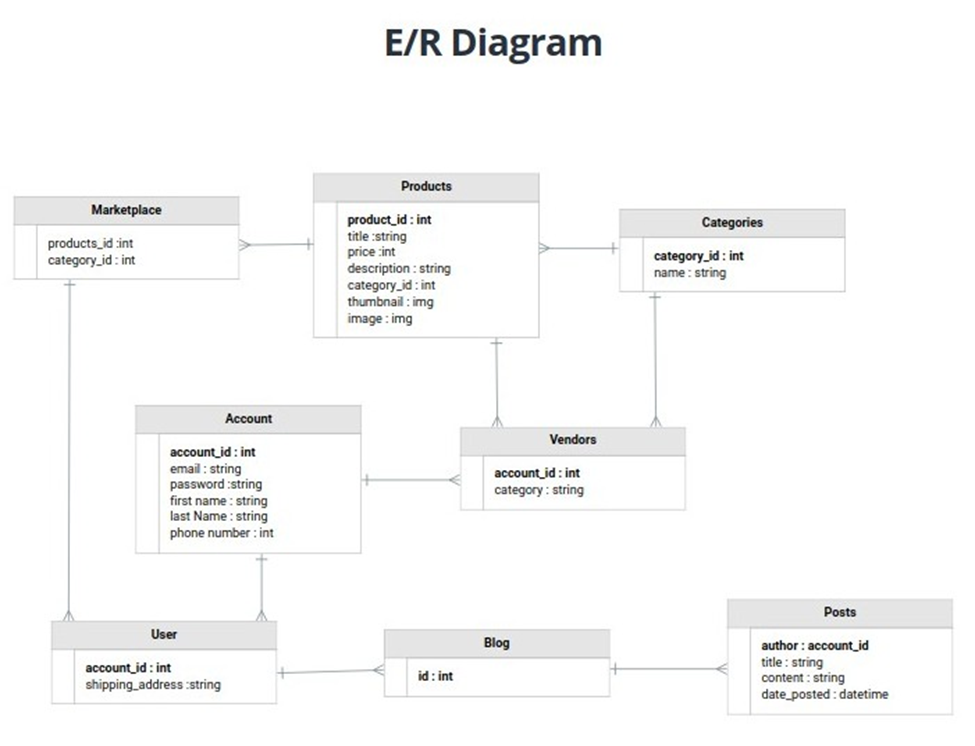 E/R Diagram
Marketplace
products_id :int
category_id : int
Products
product_id : int
title :string
price :int
description : string
category_id : int
thumbnail : img
image : img
Categories
category_id : int
name : string
Account
account_id : int
email : string
password :string
first name : string
last Name : string
phone number : int
Vendors
account_id : int
category : string
User
account_id : int
shipping_address :string
Blog
id : int
Posts
author : account_id
title : string
content : string
date_posted : datetime